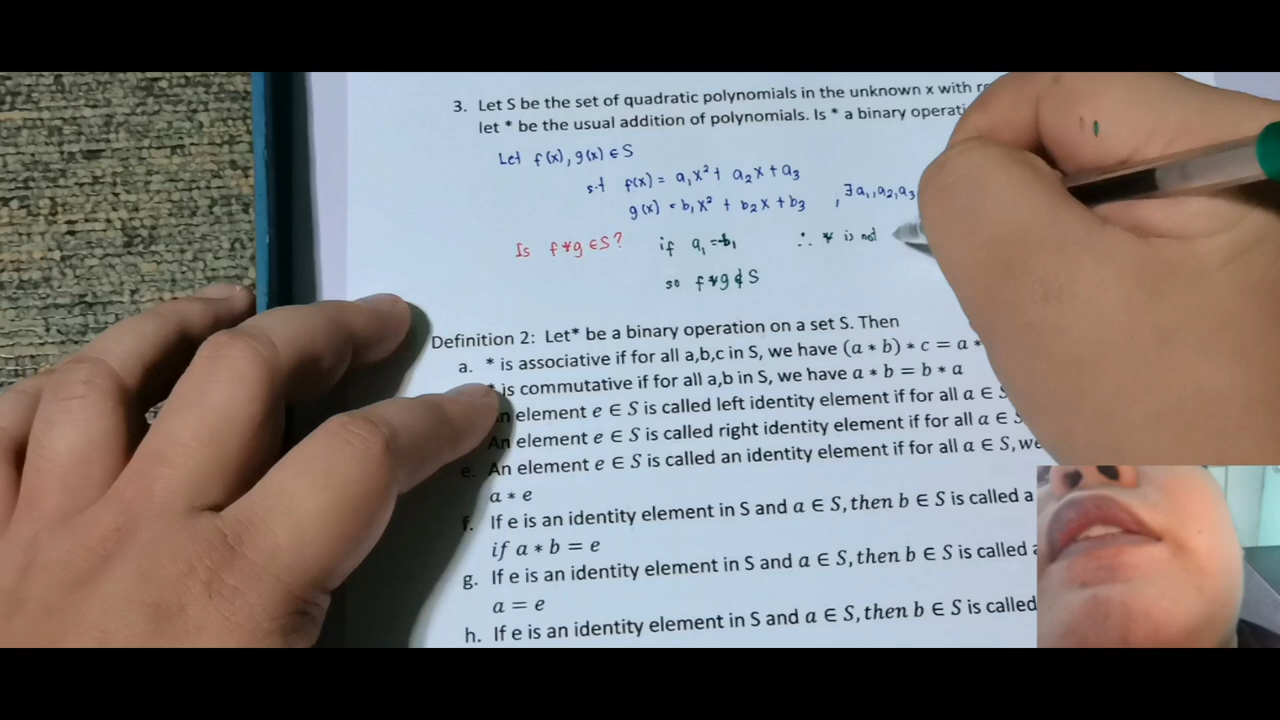 3. Let S be the set of quadratic polynomials in the unknown x with
let * be the usual addition of polynomials. Is * a binary
Let f(x), g(x) ∈ S
s.t f(x) = a₁x² + a₂x + a₃
g(x) = b₁x² + b₂x + b₃ , ∃ a₁, a₂, a₃
Is f*g ∈ S? if a₁ = -b₁ ∴ * is not
so f*g ∉ S
Definition 2: Let* be a binary operation on a set S. Then
a. * is associative if for all a,b,c in S, we have (a * b) * c = a *
is commutative if for all a,b in S, we have a * b = b * a
element e ∈ S is called left identity element if for all a ∈ S
An element e ∈ S is called right identity element if for all a ∈ S
e. An element e ∈ S is called an identity element if for all a ∈ S, we
a * e
f. If e is an identity element in S and a ∈ S, then b ∈ S is called a
if a * b = e
g. If e is an identity element in S and a ∈ S, then b ∈ S is called a
a = e
h. If e is an identity element in S and a ∈ S, then b ∈ S is called